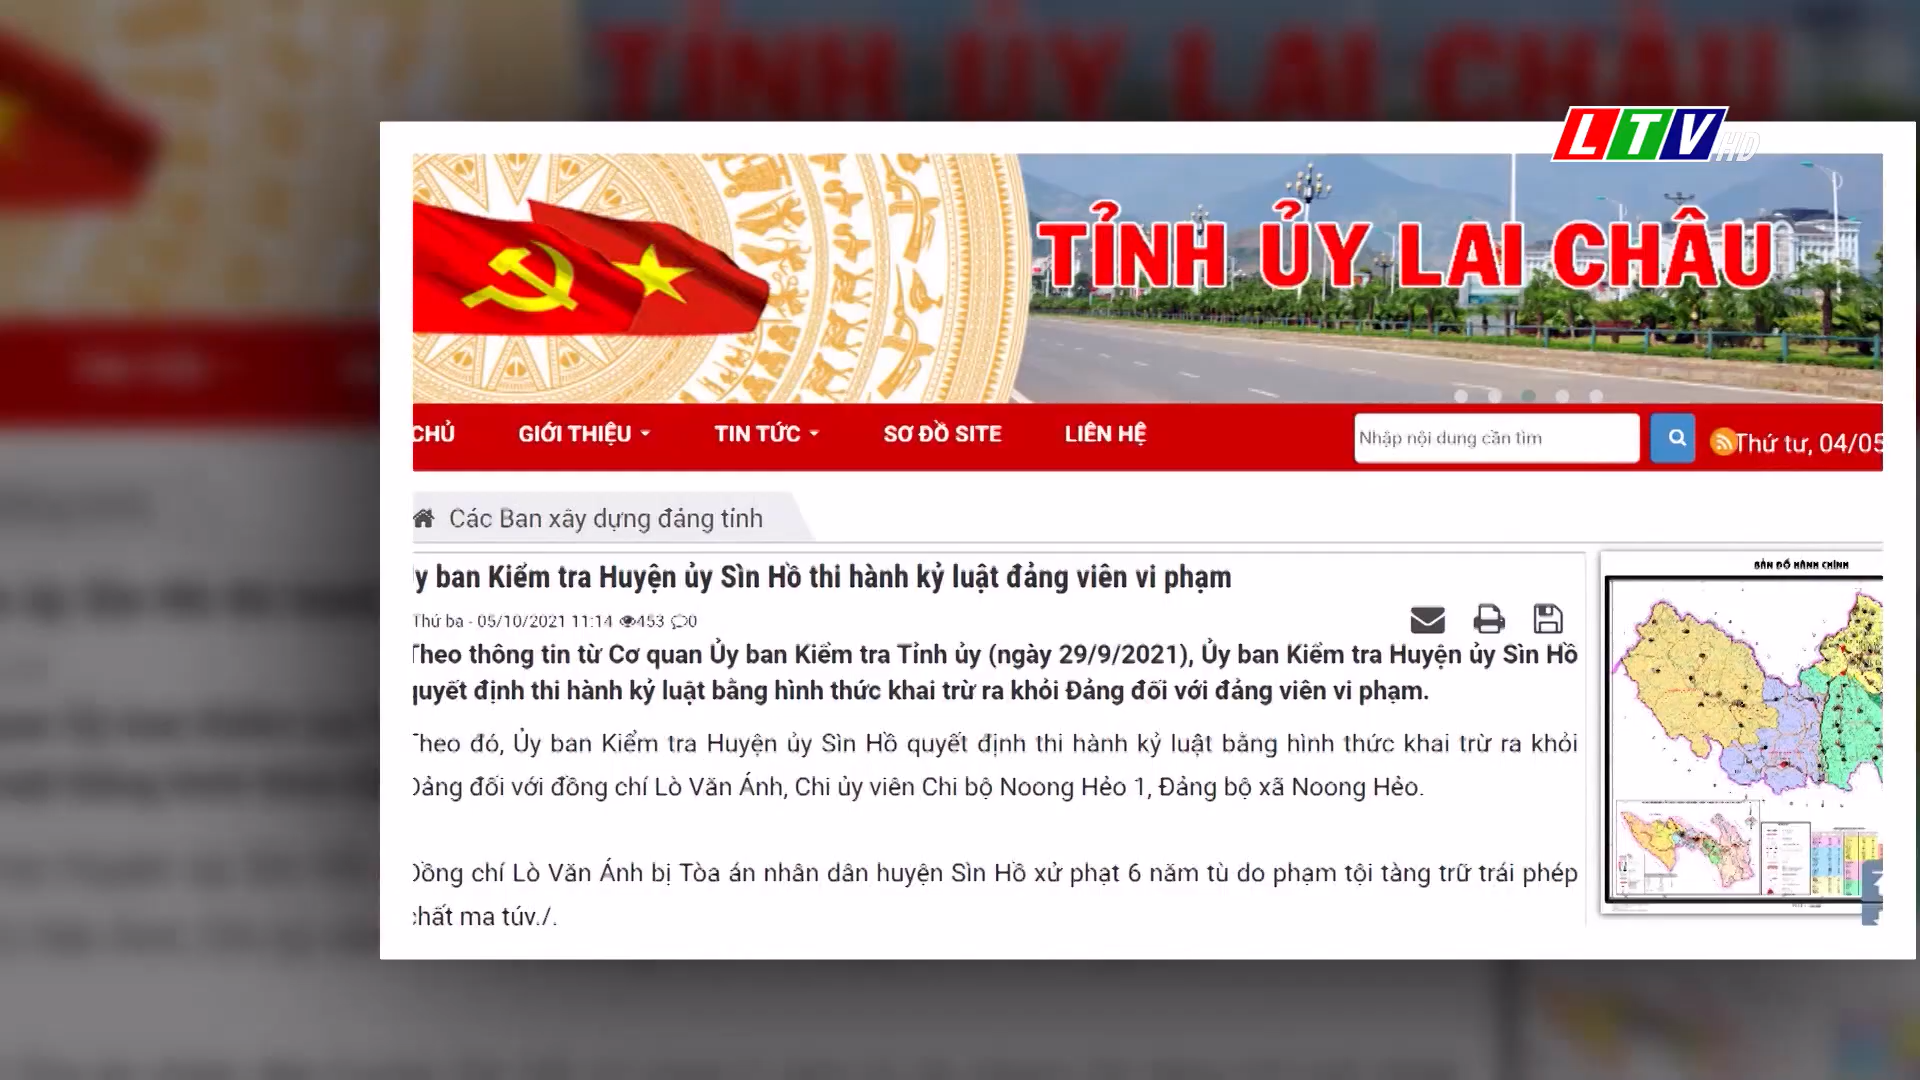 TỈNH ỦY LAI CHÂU
LTV HD
TỈNH ỦY LAI CHÂU
CHỦ GIỚI THIỆU TIN TỨC SƠ ĐỒ SITE LIÊN HỆ Nhập nội dung cần tìm Thứ tư, 04/05
Các Ban xây dựng đảng tỉnh
y ban Kiểm tra Huyện ủy Sìn Hồ thi hành kỷ luật đảng viên vi phạm
BẢN ĐỒ HÀNH CHÍNH
Thứ ba - 05/10/2021 11:14 453 0
Theo thông tin từ Cơ quan Ủy ban Kiểm tra Tỉnh ủy (ngày 29/9/2021), Ủy ban Kiểm tra Huyện ủy Sìn Hồ
quyết định thi hành kỷ luật bằng hình thức khai trừ ra khỏi Đảng đối với đảng viên vi phạm.
Theo đó, Ủy ban Kiểm tra Huyện ủy Sìn Hồ quyết định thi hành kỷ luật bằng hình thức khai trừ ra khỏi
Đảng đối với đồng chí Lò Văn Ánh, Chi ủy viên Chi bộ Noong Hẻo 1, Đảng bộ xã Noong Hẻo.
Đồng chí Lò Văn Ánh bị Tòa án nhân dân huyện Sìn Hồ xử phạt 6 năm tù do phạm tội tàng trữ trái phép
chất ma túy./.